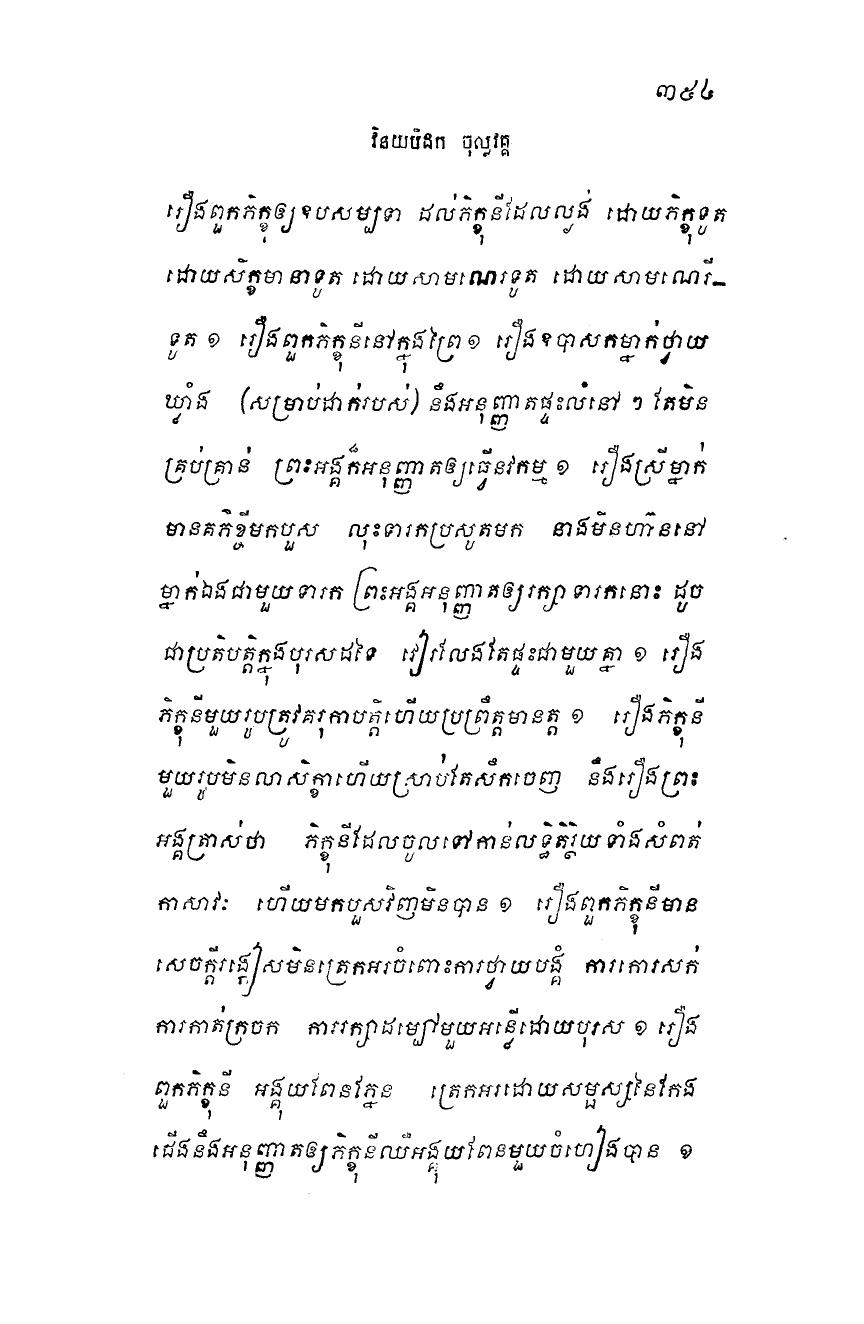 ៣៥៤
វិនយបិដក ចុល្លវគ្គ
រឿងពួកភិក្ខុឲ្យឧបសម្បទា ដល់ភិក្ខុនីដែលល្ងង់ ដោយភិក្ខុទូត
ដោយសិក្ខមានាទូត ដោយសាមណេរទូត ដោយសាមណេរី-
ទូត ១ រឿងពួកភិក្ខុនីនៅក្នុងព្រៃ ១ រឿងឧបាសកម្នាក់ថ្វាយ
ឃ្លាំង (សម្រាប់ដាក់របស់) នឹងអនុញ្ញាតផ្ទះលំនៅ ៗ តែមិន
គ្រប់គ្រាន់ ព្រះអង្គក៏អនុញ្ញាតឲ្យធ្វើនវកម្ម ១ រឿងស្រីម្នាក់
មានគភ៌ខ្ចីមកបួស លុះទារកប្រសូតមក នាងមិនហ៊ាននៅ
ម្នាក់ឯងជាមួយទារក ព្រះអង្គអនុញ្ញាតឲ្យរក្សាទារកនោះ ដូច
ជាប្រតិបត្តិក្នុងបុរសដទៃ វៀរលែងតែផ្ទះជាមួយគ្នា ១ រឿង
ភិក្ខុនីមួយរូបត្រូវគរុកាបត្តិហើយប្រព្រឹត្តមានត្ត ១ រឿងភិក្ខុនី
មួយរូបមិនលាសិក្ខាហើយស្រាប់តែសឹកចេញ នឹងរឿងព្រះ
អង្គត្រាស់ថា ភិក្ខុនីដែលចូលទៅកាន់លទ្ធិតិរ្ថិយទាំងសំពត់
កាសាវៈ ហើយមកបួសវិញមិនបាន ១ រឿងពួកភិក្ខុនីមាន
សេចក្តីរង្កៀសមិនត្រេកអរចំពោះការថ្វាយបង្គំ ការកោរសក់
ការកាត់ក្រចក ការរក្សាដម្បៅមួយអន្លើដោយបុរស ១ រឿង
ពួកភិក្ខុនី អង្គុយពែនភ្នែន ត្រេកអរដោយសម្ផស្សនៃកែង
ជើងនឹងអនុញ្ញាតឲ្យភិក្ខុនីឈឺអង្គុយពែនមួយចំហៀងបាន ១